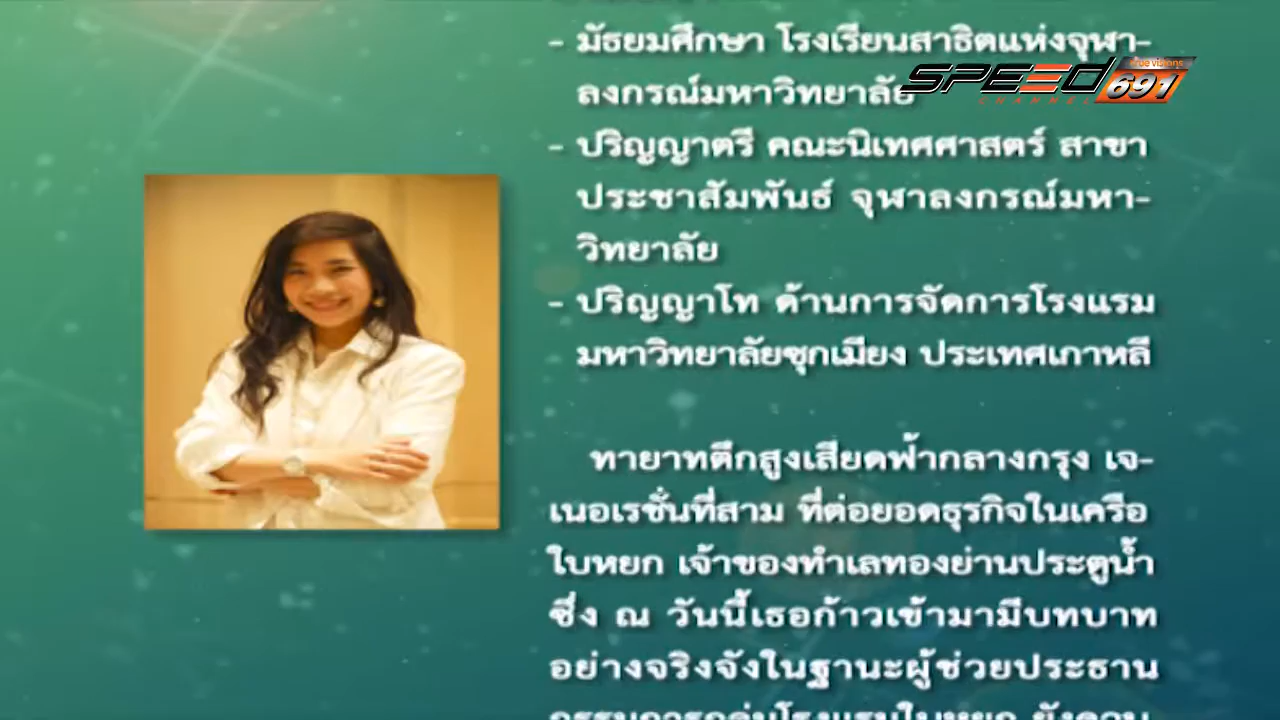 - มัธยมศึกษา โรงเรียนสาธิตแห่งจุฬา-
ลงกรณ์มหาวิทยาลัย
SPEED
CHANNEL
691
- ปริญญาตรี คณะนิเทศศาสตร์ สาขา
ประชาสัมพันธ์ จุฬาลงกรณ์มหา-
วิทยาลัย
- ปริญญาโท ด้านการจัดการโรงแรม
มหาวิทยาลัยซุกเมียง ประเทศเกาหลี
ทายาทตึกสูงเสียดฟ้ากลางกรุง เจ-
เนอเรชั่นที่สาม ที่ต่อยอดธุรกิจในเครือ
ใบหยก เจ้าของทำเลทองย่านประตูน้ำ
ซึ่ง ณ วันนี้เธอก้าวเข้ามามีบทบาท
อย่างจริงจังในฐานะผู้ช่วยประธาน